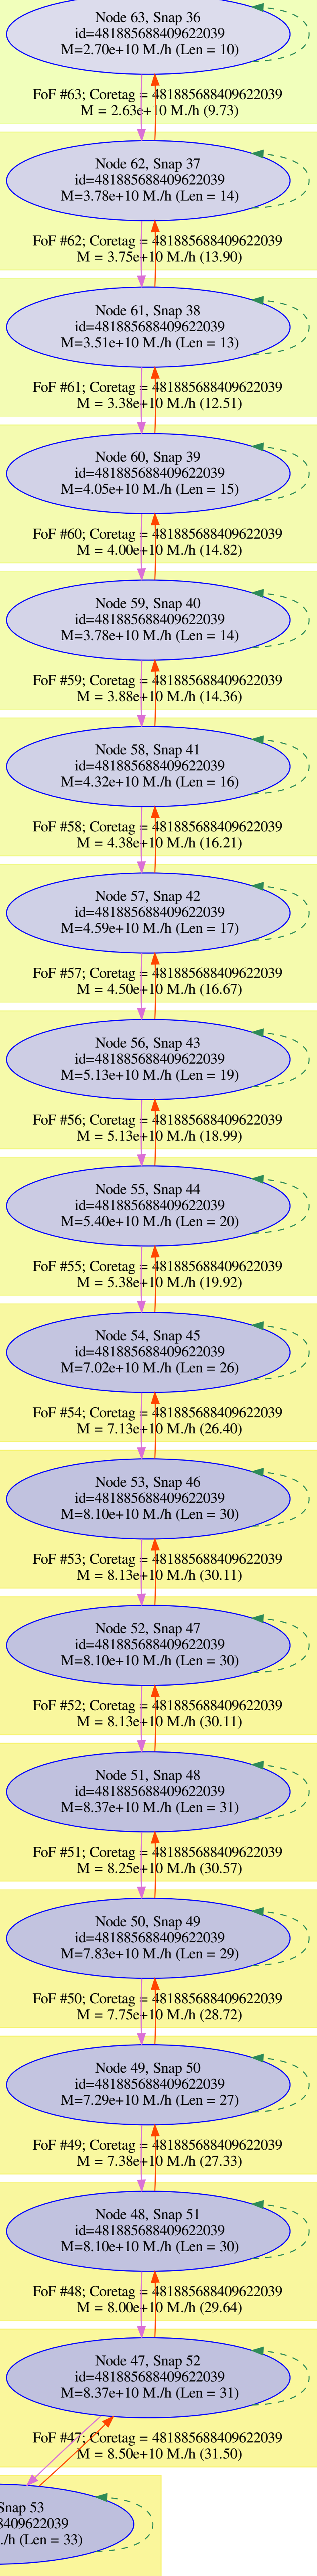 Node 63, Snap 36
id=481885688409622039
M=2.70e+10 M./h (Len = 10)
FoF #63; Coretag = 481885688409622039
M = 2.63e+10 M./h (9.73)
Node 62, Snap 37
id=481885688409622039
M=3.78e+10 M./h (Len = 14)
FoF #62; Coretag = 481885688409622039
M = 3.75e+10 M./h (13.90)
Node 61, Snap 38
id=481885688409622039
M=3.51e+10 M./h (Len = 13)
FoF #61; Coretag = 481885688409622039
M = 3.38e+10 M./h (12.51)
Node 60, Snap 39
id=481885688409622039
M=4.05e+10 M./h (Len = 15)
FoF #60; Coretag = 481885688409622039
M = 4.00e+10 M./h (14.82)
Node 59, Snap 40
id=481885688409622039
M=3.78e+10 M./h (Len = 14)
FoF #59; Coretag = 481885688409622039
M = 3.88e+10 M./h (14.36)
Node 58, Snap 41
id=481885688409622039
M=4.32e+10 M./h (Len = 16)
FoF #58; Coretag = 481885688409622039
M = 4.38e+10 M./h (16.21)
Node 57, Snap 42
id=481885688409622039
M=4.59e+10 M./h (Len = 17)
FoF #57; Coretag = 481885688409622039
M = 4.50e+10 M./h (16.67)
Node 56, Snap 43
id=481885688409622039
M=5.13e+10 M./h (Len = 19)
FoF #56; Coretag = 481885688409622039
M = 5.13e+10 M./h (18.99)
Node 55, Snap 44
id=481885688409622039
M=5.40e+10 M./h (Len = 20)
FoF #55; Coretag = 481885688409622039
M = 5.38e+10 M./h (19.92)
Node 54, Snap 45
id=481885688409622039
M=7.02e+10 M./h (Len = 26)
FoF #54; Coretag = 481885688409622039
M = 7.13e+10 M./h (26.40)
Node 53, Snap 46
id=481885688409622039
M=8.10e+10 M./h (Len = 30)
FoF #53; Coretag = 481885688409622039
M = 8.13e+10 M./h (30.11)
Node 52, Snap 47
id=481885688409622039
M=8.10e+10 M./h (Len = 30)
FoF #52; Coretag = 481885688409622039
M = 8.13e+10 M./h (30.11)
Node 51, Snap 48
id=481885688409622039
M=8.37e+10 M./h (Len = 31)
FoF #51; Coretag = 481885688409622039
M = 8.25e+10 M./h (30.57)
Node 50, Snap 49
id=481885688409622039
M=7.83e+10 M./h (Len = 29)
FoF #50; Coretag = 481885688409622039
M = 7.75e+10 M./h (28.72)
Node 49, Snap 50
id=481885688409622039
M=7.29e+10 M./h (Len = 27)
FoF #49; Coretag = 481885688409622039
M = 7.38e+10 M./h (27.33)
Node 48, Snap 51
id=481885688409622039
M=8.10e+10 M./h (Len = 30)
FoF #48; Coretag = 481885688409622039
M = 8.00e+10 M./h (29.64)
Node 47, Snap 52
id=481885688409622039
M=8.37e+10 M./h (Len = 31)
FoF #47; Coretag = 481885688409622039
M = 8.50e+10 M./h (31.50)
Snap 53
8409622039
./h (Len = 33)